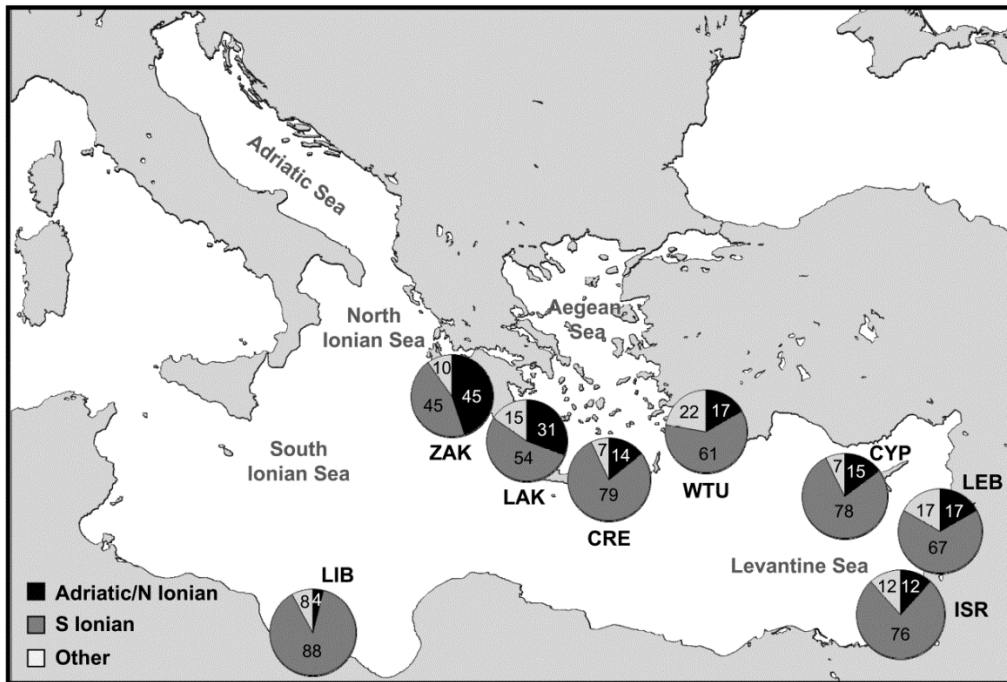 Adriatic Sea
North
Ionian Sea
Aegean
Sea
10
45
45
ZAK
15
31
54
LAK
7
14
79
CRE
22
17
61
WTU
7
15
78
CYP
LEB
17
17
67
South
Ionian Sea
Levantine Sea
12
12
76
ISR
LIB
8
4
88
Adriatic/N Ionian
S Ionian
Other